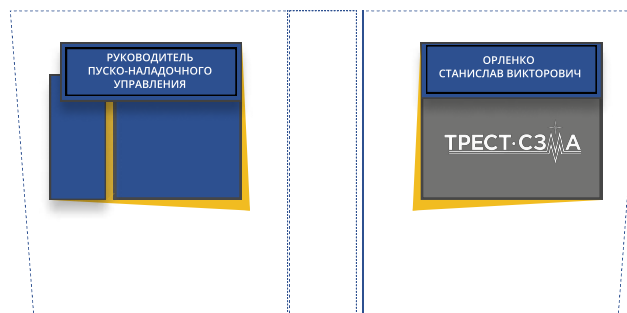 РУКОВОДИТЕЛЬ
ПУСКО-НАЛАДОЧНОГО
УПРАВЛЕНИЯ
ОРЛЕНКО
СТАНИСЛАВ ВИКТОРОВИЧ
ТРЕСТ·СЗМА